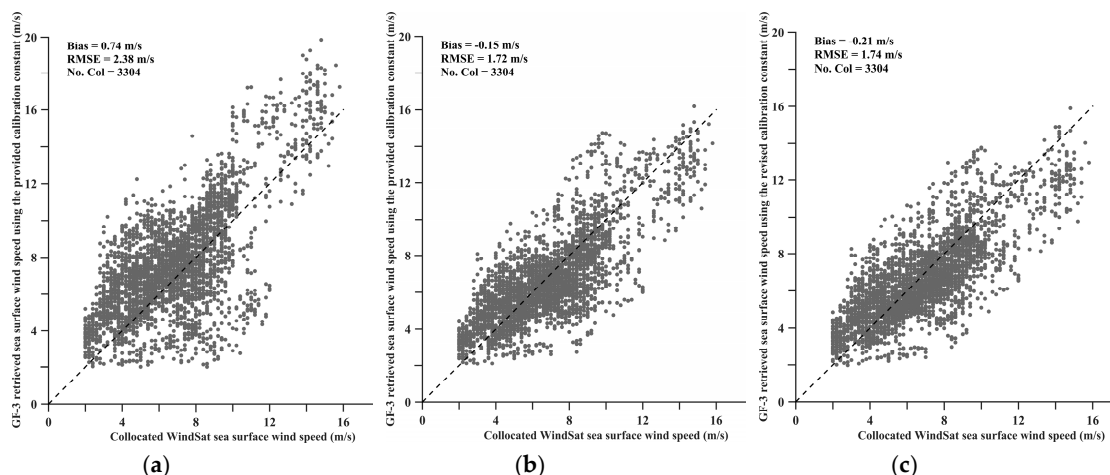 GF-3 retrieved sea surface wind speed using the provided calibration constant (m/s)
20
16
12
8
4
0
Bias = 0.74 m/s
RMSE = 2.38 m/s
No. Col = 3304
0 4 8 12 16
Collocated WindSat sea surface wind speed (m/s)
(a)
GF-3 retrieved sea surface wind speed using the provided calibration constant (m/s)
20
16
12
8
4
0
Bias = -0.15 m/s
RMSE = 1.72 m/s
No. Col = 3304
0 4 8 12 16
Collocated WindSat sea surface wind speed (m/s)
(b)
GF-3 retrieved sea surface wind speed using the revised calibration constant (m/s)
20
16
12
8
4
0
Bias = -0.21 m/s
RMSE = 1.74 m/s
No. Col = 3304
0 4 8 12 16
Collocated WindSat sea surface wind speed (m/s)
(c)